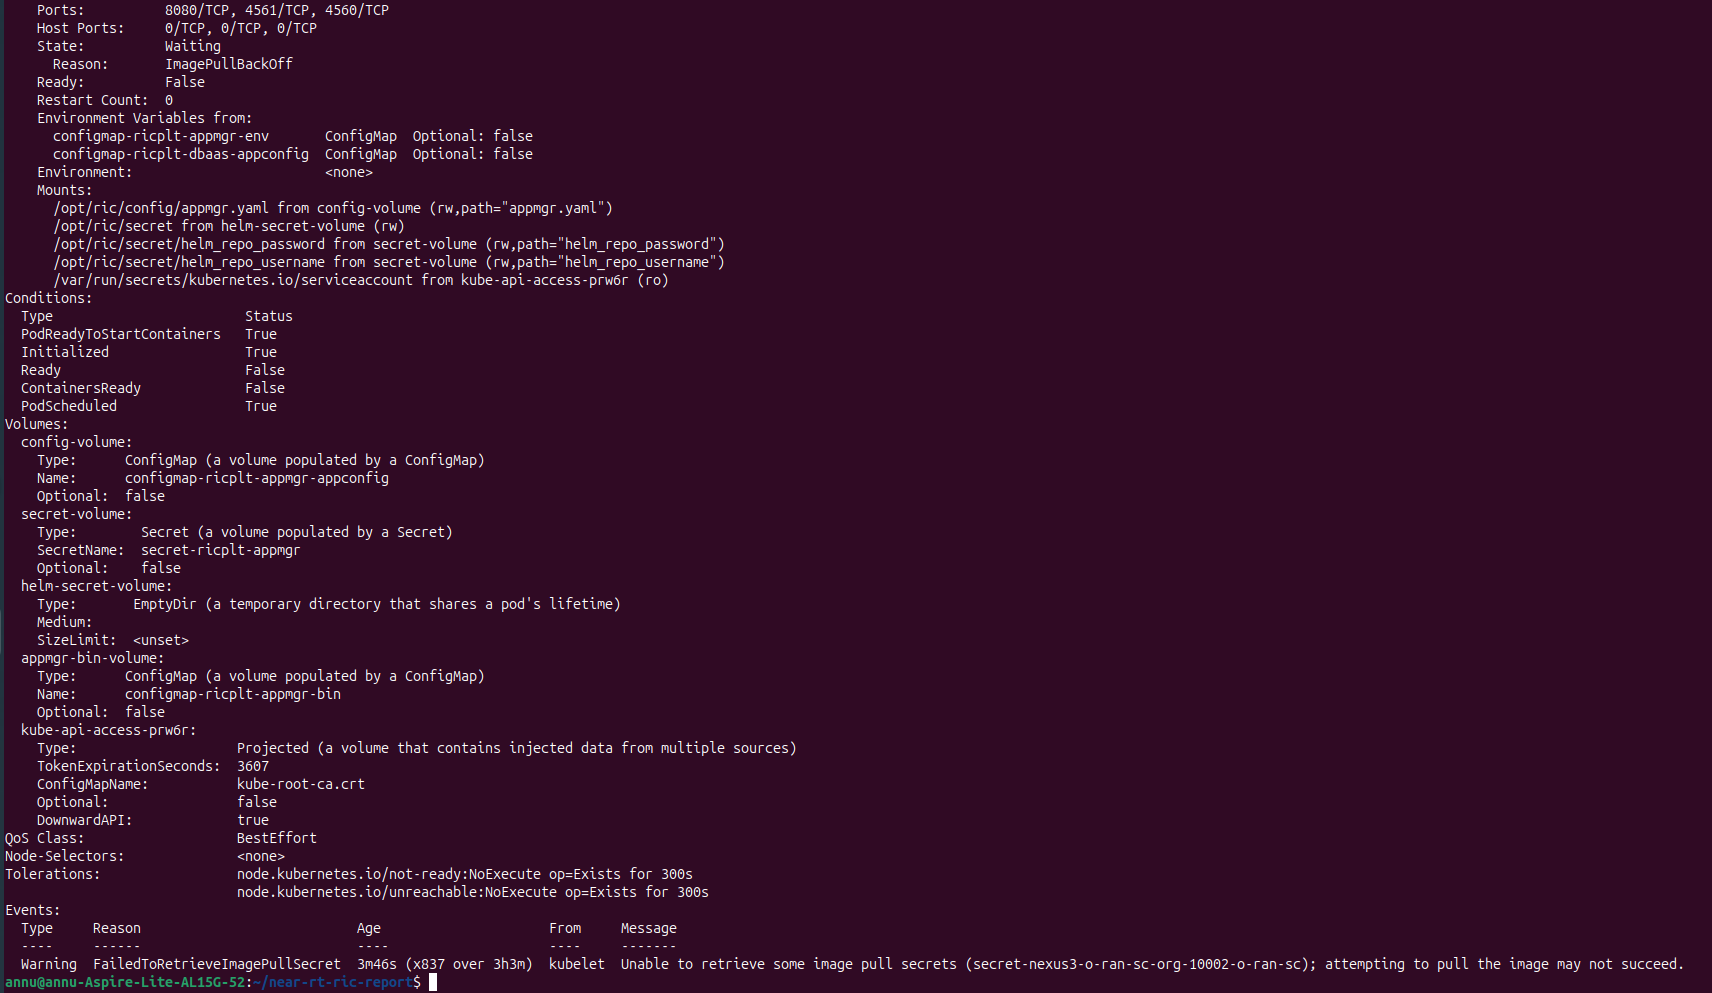 Ports:          8080/TCP, 4561/TCP, 4560/TCP
    Host Ports:     0/TCP, 0/TCP, 0/TCP
    State:          Waiting
      Reason:       ImagePullBackOff
    Ready:          False
    Restart Count:  0
    Environment Variables from:
      configmap-ricplt-appmgr-env       ConfigMap  Optional: false
      configmap-ricplt-dbaas-appconfig  ConfigMap  Optional: false
    Environment:                        <none>
    Mounts:
      /opt/ric/config/appmgr.yaml from config-volume (rw,path="appmgr.yaml")
      /opt/ric/secret from helm-secret-volume (rw)
      /opt/ric/secret/helm_repo_password from secret-volume (rw,path="helm_repo_password")
      /opt/ric/secret/helm_repo_username from secret-volume (rw,path="helm_repo_username")
      /var/run/secrets/kubernetes.io/serviceaccount from kube-api-access-prw6r (ro)
Conditions:
  Type                        Status
  PodReadyToStartContainers   True
  Initialized                 True
  Ready                       False
  ContainersReady             False
  PodScheduled                True
Volumes:
  config-volume:
    Type:      ConfigMap (a volume populated by a ConfigMap)
    Name:      configmap-ricplt-appmgr-appconfig
    Optional:  false
  secret-volume:
    Type:        Secret (a volume populated by a Secret)
    SecretName:  secret-ricplt-appmgr
    Optional:    false
  helm-secret-volume:
    Type:       EmptyDir (a temporary directory that shares a pod's lifetime)
    Medium:
    SizeLimit:  <unset>
  appmgr-bin-volume:
    Type:      ConfigMap (a volume populated by a ConfigMap)
    Name:      configmap-ricplt-appmgr-bin
    Optional:  false
  kube-api-access-prw6r:
    Type:                    Projected (a volume that contains injected data from multiple sources)
    TokenExpirationSeconds:  3607
    ConfigMapName:           kube-root-ca.crt
    Optional:                false
    DownwardAPI:             true
QoS Class:                   BestEffort
Node-Selectors:              <none>
Tolerations:                 node.kubernetes.io/not-ready:NoExecute op=Exists for 300s
                             node.kubernetes.io/unreachable:NoExecute op=Exists for 300s
Events:
  Type     Reason                           Age                    From     Message
  ----     ------                           ----                   ----     -------
  Warning  FailedToRetrieveImagePullSecret  3m46s (x837 over 3h3m)  kubelet  Unable to retrieve some image pull secrets (secret-nexus3-o-ran-sc-org-10002-o-ran-sc); attempting to pull the image may not succeed.
annu@annu-Aspire-Lite-AL15G-52:~/near-rt-ric-report$